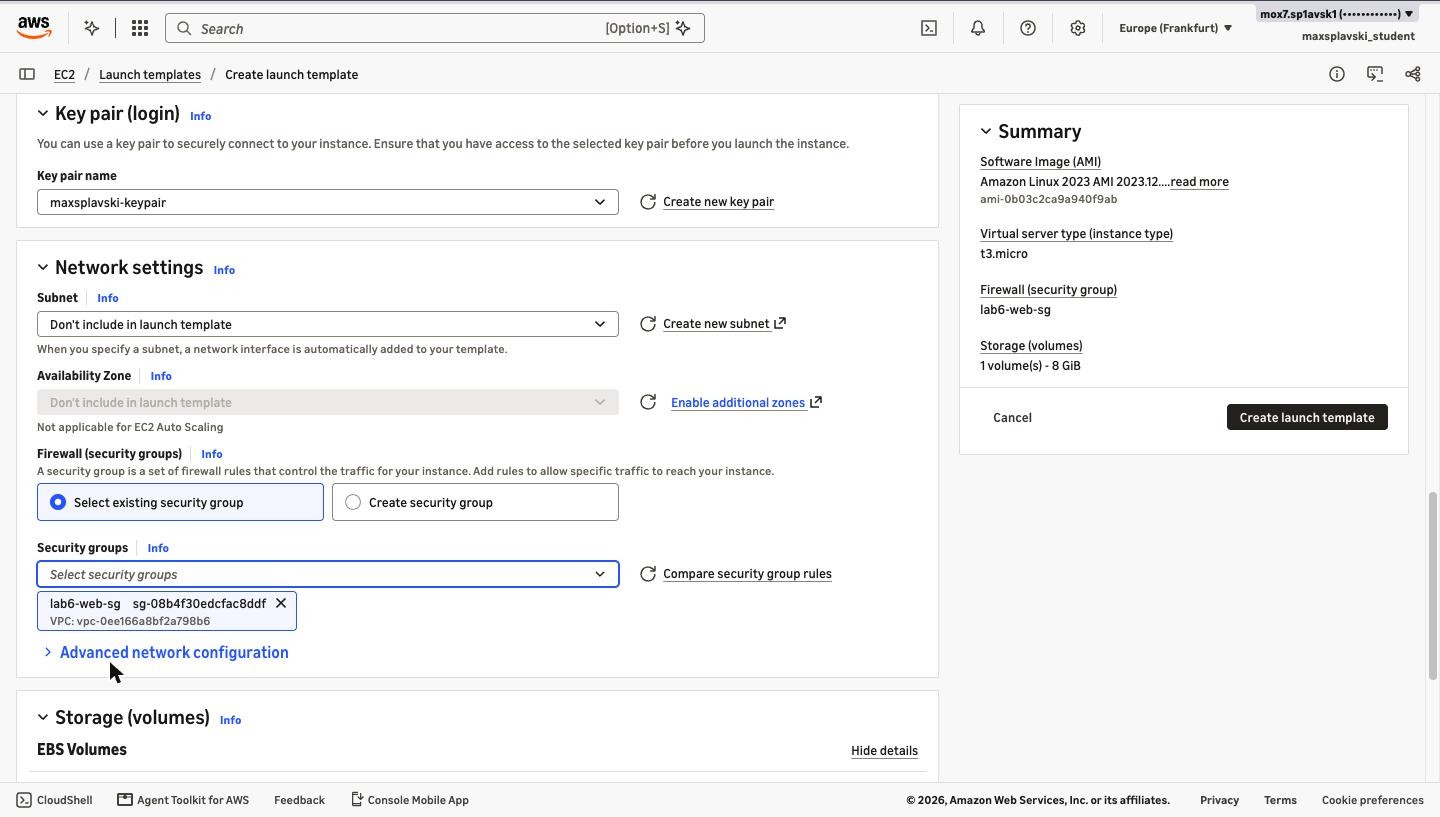 aws
Search
[Option+S]
Europe (Frankfurt)
mox7.sp1avsk1 (••••••••••••)
maxsplavski_student
EC2 / Launch templates / Create launch template
Key pair (login) Info
You can use a key pair to securely connect to your instance. Ensure that you have access to the selected key pair before you launch the instance.
Key pair name
maxsplavski-keypair
Create new key pair
Network settings Info
Subnet Info
Don't include in launch template
Create new subnet
When you specify a subnet, a network interface is automatically added to your template.
Availability Zone Info
Don't include in launch template
Enable additional zones
Not applicable for EC2 Auto Scaling
Firewall (security groups) Info
A security group is a set of firewall rules that control the traffic for your instance. Add rules to allow specific traffic to reach your instance.
Select existing security group
Create security group
Security groups Info
Select security groups
Compare security group rules
lab6-web-sg sg-08b4f30edcfac8ddf
VPC: vpc-0ee166a8bf2a798b6
Advanced network configuration
Storage (volumes) Info
EBS Volumes
Hide details
Summary
Software Image (AMI)
Amazon Linux 2023 AMI 2023.12....read more
ami-0b03c2ca9a940f9ab
Virtual server type (instance type)
t3.micro
Firewall (security group)
lab6-web-sg
Storage (volumes)
1 volume(s) - 8 GiB
Cancel
Create launch template
CloudShell
Agent Toolkit for AWS
Feedback
Console Mobile App
© 2026, Amazon Web Services, Inc. or its affiliates.
Privacy
Terms
Cookie preferences